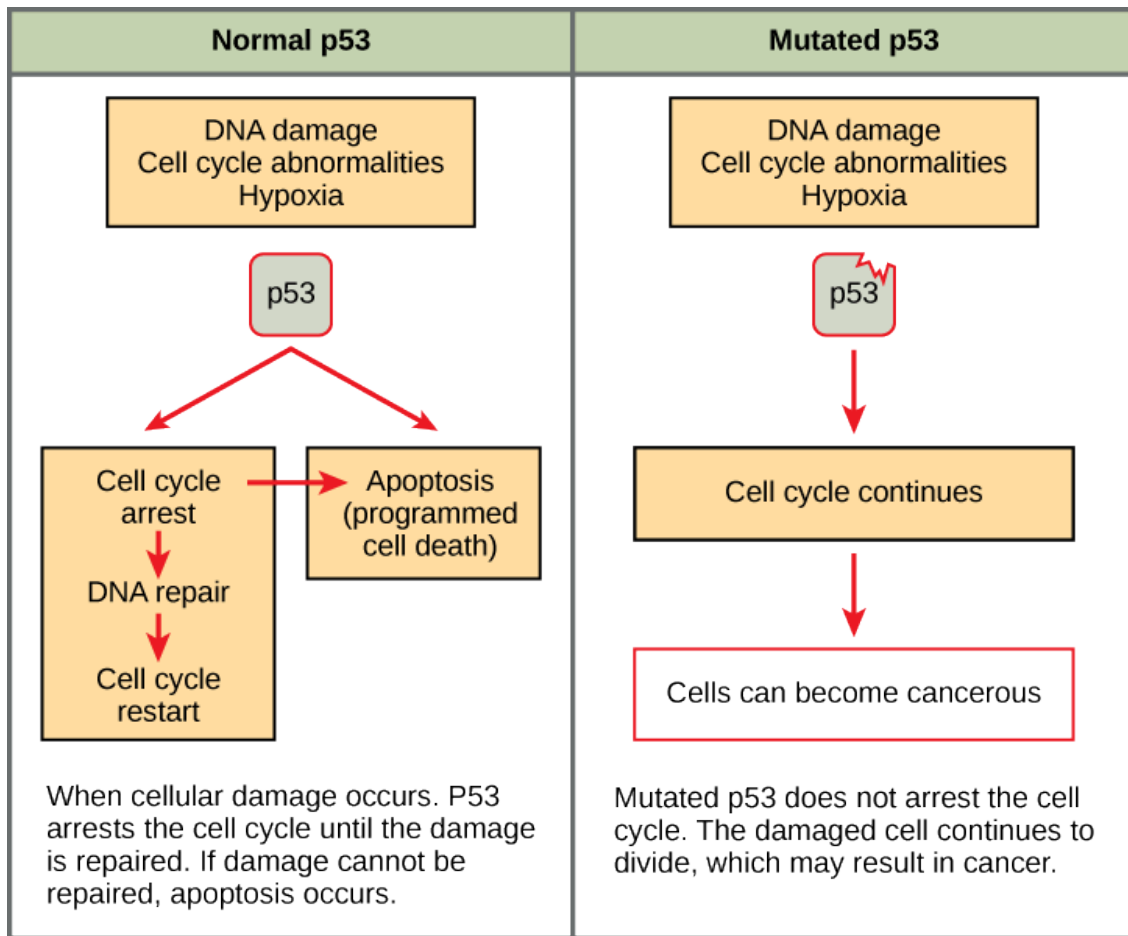 Normal p53
DNA damage
Cell cycle abnormalities
Hypoxia
p53
Cell cycle
arrest
DNA repair
Cell cycle
restart
Apoptosis
(programmed
cell death)
When cellular damage occurs. P53
arrests the cell cycle until the damage
is repaired. If damage cannot be
repaired, apoptosis occurs.
Mutated p53
DNA damage
Cell cycle abnormalities
Hypoxia
p53
Cell cycle continues
Cells can become cancerous
Mutated p53 does not arrest the cell
cycle. The damaged cell continues to
divide, which may result in cancer.